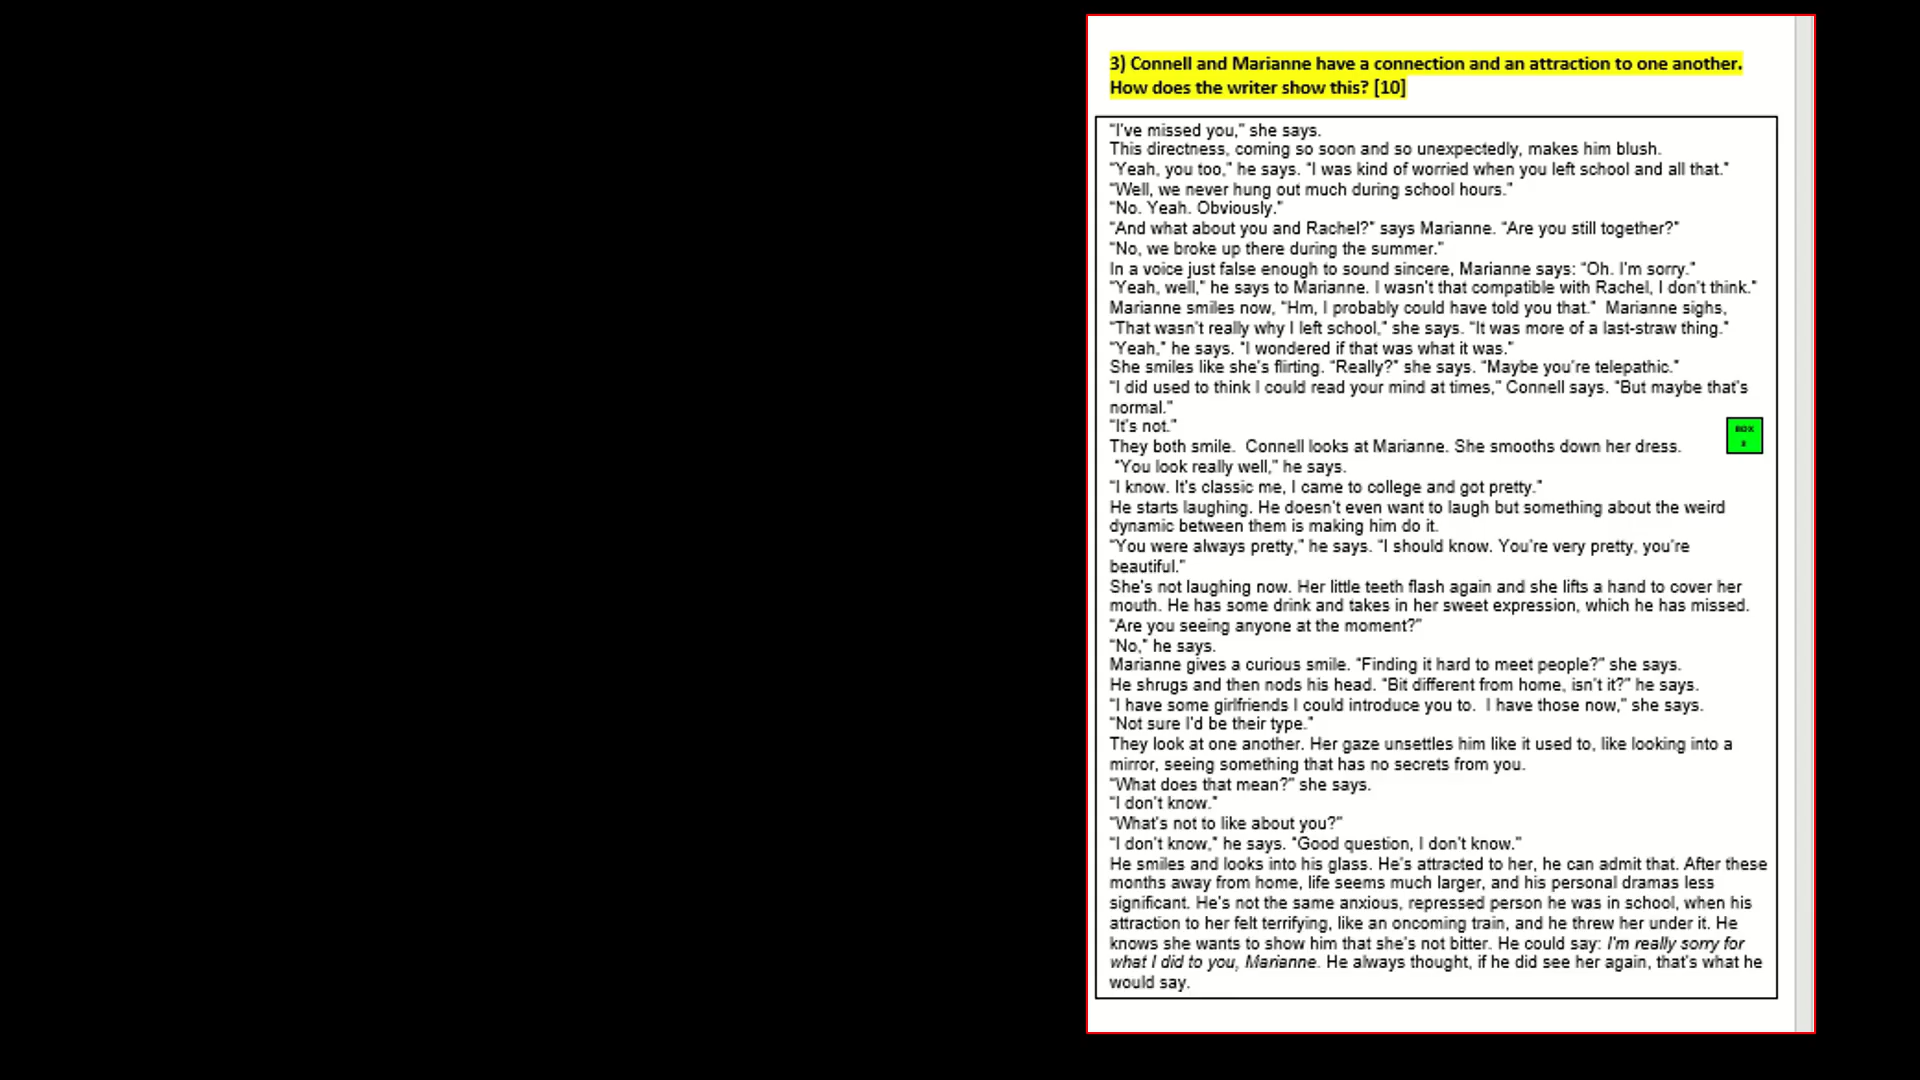 3) Connell and Marianne have a connection and an attraction to one another.
How does the writer show this? [10]
“I’ve missed you,” she says.
This directness, coming so soon and so unexpectedly, makes him blush.
“Yeah, you too,” he says. “I was kind of worried when you left school and all that.”
“Well, we never hung out much during school hours.”
“No. Yeah. Obviously.”
“And what about you and Rachel?” says Marianne. “Are you still together?”
“No, we broke up there during the summer.”
In a voice just false enough to sound sincere, Marianne says: “Oh. I’m sorry.”
“Yeah, well,” he says to Marianne. I wasn’t that compatible with Rachel, I don’t think.”
Marianne smiles now, “Hm, I probably could have told you that.”  Marianne sighs,
“That wasn’t really why I left school,” she says. “It was more of a last-straw thing.”
“Yeah,” he says. “I wondered if that was what it was.”
She smiles like she’s flirting. “Really?” she says. “Maybe you’re telepathic.”
“I did used to think I could read your mind at times,” Connell says. “But maybe that’s
normal.”
“It’s not.”
They both smile.  Connell looks at Marianne. She smooths down her dress.
“You look really well,” he says.
“I know. It’s classic me, I came to college and got pretty.”
He starts laughing. He doesn’t even want to laugh but something about the weird
dynamic between them is making him do it.
“You were always pretty,” he says. “I should know. You’re very pretty, you’re
beautiful.”
She’s not laughing now. Her little teeth flash again and she lifts a hand to cover her
mouth. He has some drink and takes in her sweet expression, which he has missed.
“Are you seeing anyone at the moment?”
“No,” he says.
Marianne gives a curious smile. “Finding it hard to meet people?” she says.
He shrugs and then nods his head. “Bit different from home, isn’t it?” he says.
“I have some girlfriends I could introduce you to.  I have those now,” she says.
“Not sure I’d be their type.”
They look at one another. Her gaze unsettles him like it used to, like looking into a
mirror, seeing something that has no secrets from you.
“What does that mean?” she says.
“I don’t know.”
“What’s not to like about you?”
“I don’t know,” he says. “Good question, I don’t know.”
He smiles and looks into his glass. He’s attracted to her, he can admit that. After these
months away from home, life seems much larger, and his personal dramas less
significant. He’s not the same anxious, repressed person he was in school, when his
attraction to her felt terrifying, like an oncoming train, and he threw her under it. He
knows she wants to show him that she’s not bitter. He could say: I’m really sorry for
what I did to you, Marianne. He always thought, if he did see her again, that’s what he
would say.
BOX